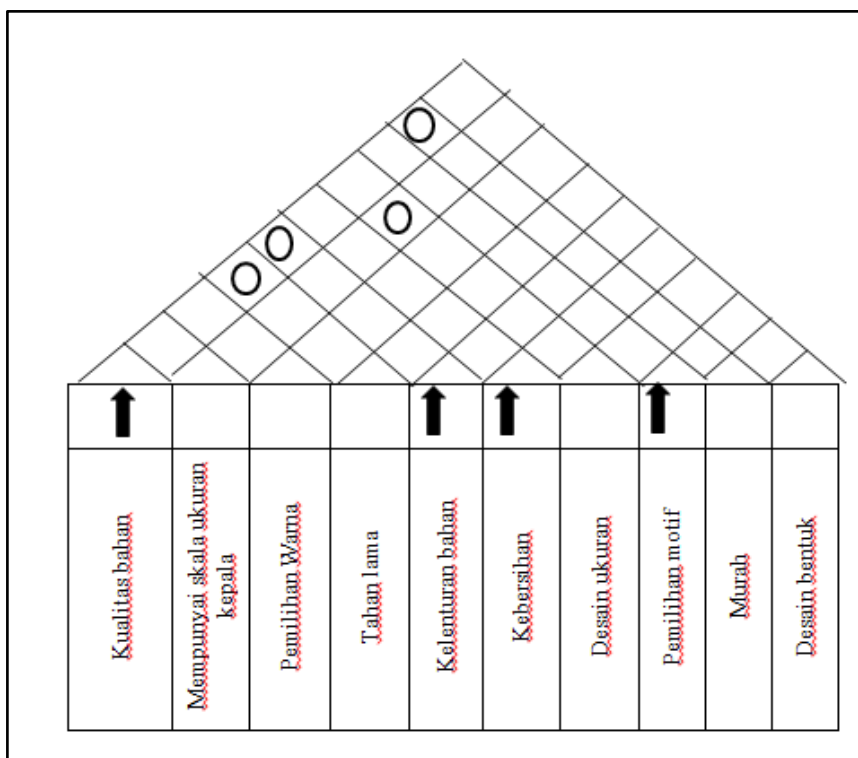 Kualitas bahan
Mempunyai skala ukuran
kepala
Pemilihan Warna
Tahan lama
Kelenturan bahan
Kebersihan
Desain ukuran
Pemilihan motif
Murah
Desain bentuk